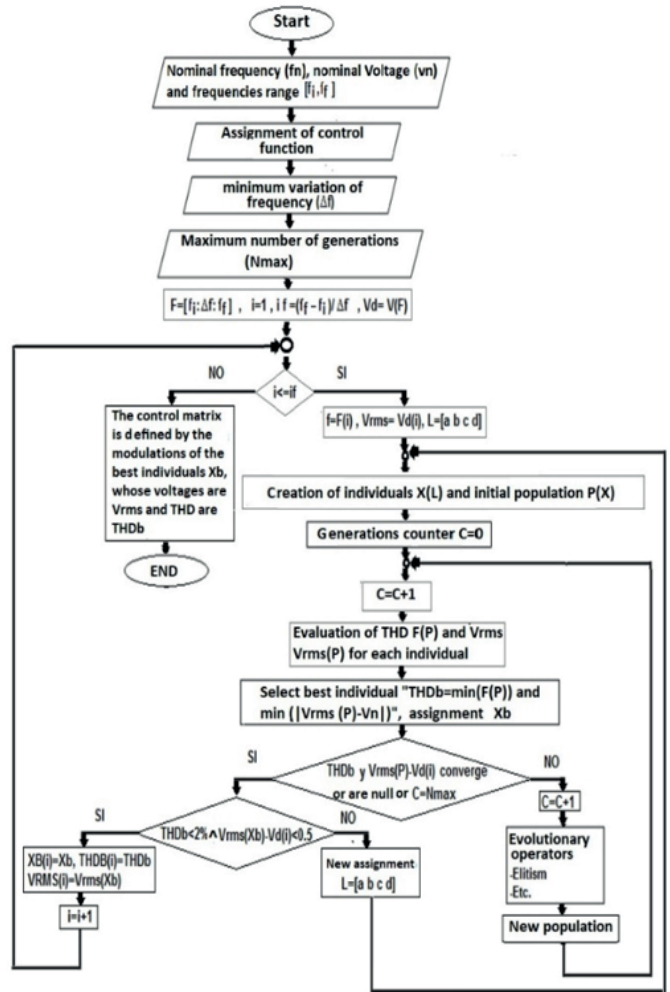 Start
Nominal frequency (fn), nominal Voltage (vn)
and frequencies range [fi,ff]
Assignment of control
function
minimum variation of
frequency (Δf)
Maximum number of generations
(Nmax)
F=[fi:Δf:ff] , i=1 , i f =(ff - fi)/Δf , Vd= V(F)
NO
SI
i<=if
The control matrix
is defined by the
modulations of the
best individuals Xb,
whose voltages are
Vrms and THD are
THDb
END
f=F(i) , Vrms= Vd(i), L=[a b c d]
Creation of individuals X(L) and initial population P(X)
Generations counter C=0
C=C+1
Evaluation of THD F(P) and Vrms
Vrms(P) for each individual
Select best individual "THDb=min(F(P)) and
min (|Vrms (P)-Vn|)", assignment Xb
SI
NO
THDb y Vrms(P)-Vd(i) converge
or are null or C=Nmax
C=C+1
Evolutionary
operators
-Elitism
-Etc.
New population
SI
NO
THDb<2%^Vrms(Xb)-Vd(i)<0.5
XB(i)=Xb, THDB(i)=THDb
VRMS(i)=Vrms(Xb)
i=i+1
New assignment
L=[a b c d]